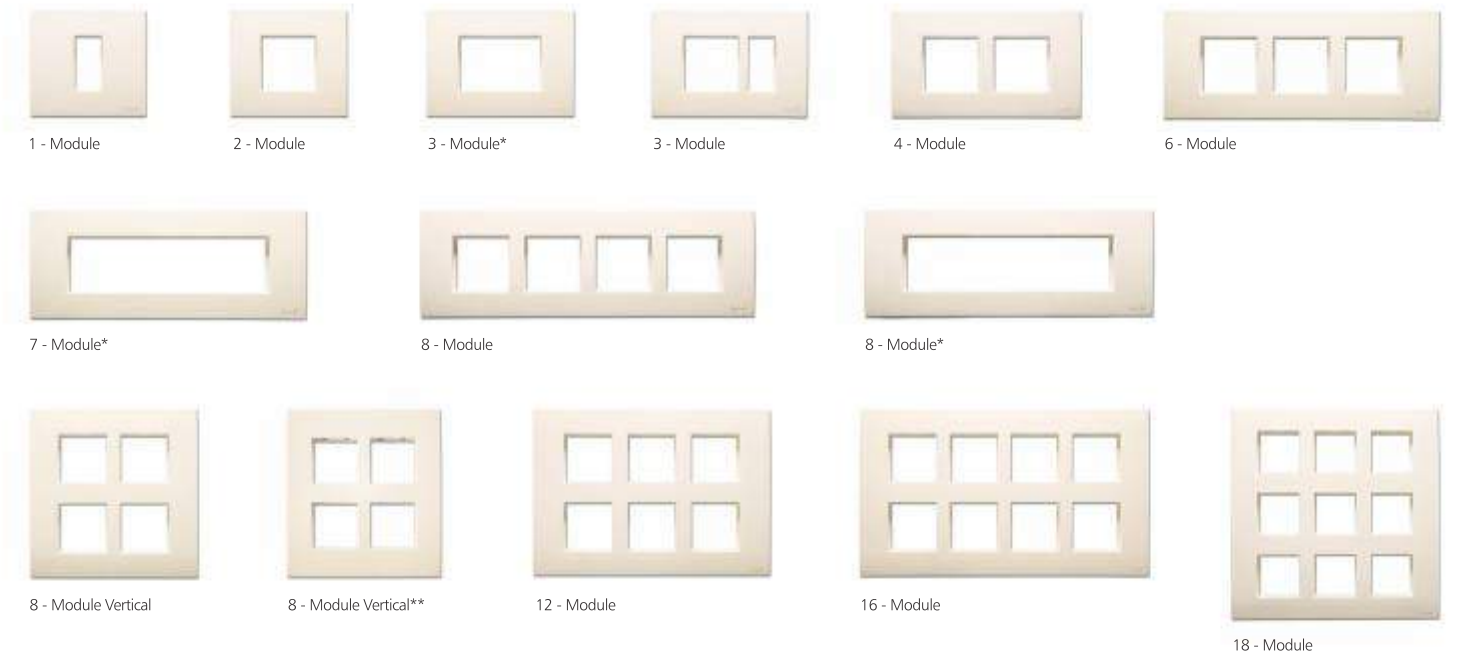 1 - Module
2 - Module
3 - Module*
3 - Module
4 - Module
6 - Module
7 - Module*
8 - Module
8 - Module*
8 - Module Vertical
8 - Module Vertical**
12 - Module
16 - Module
18 - Module